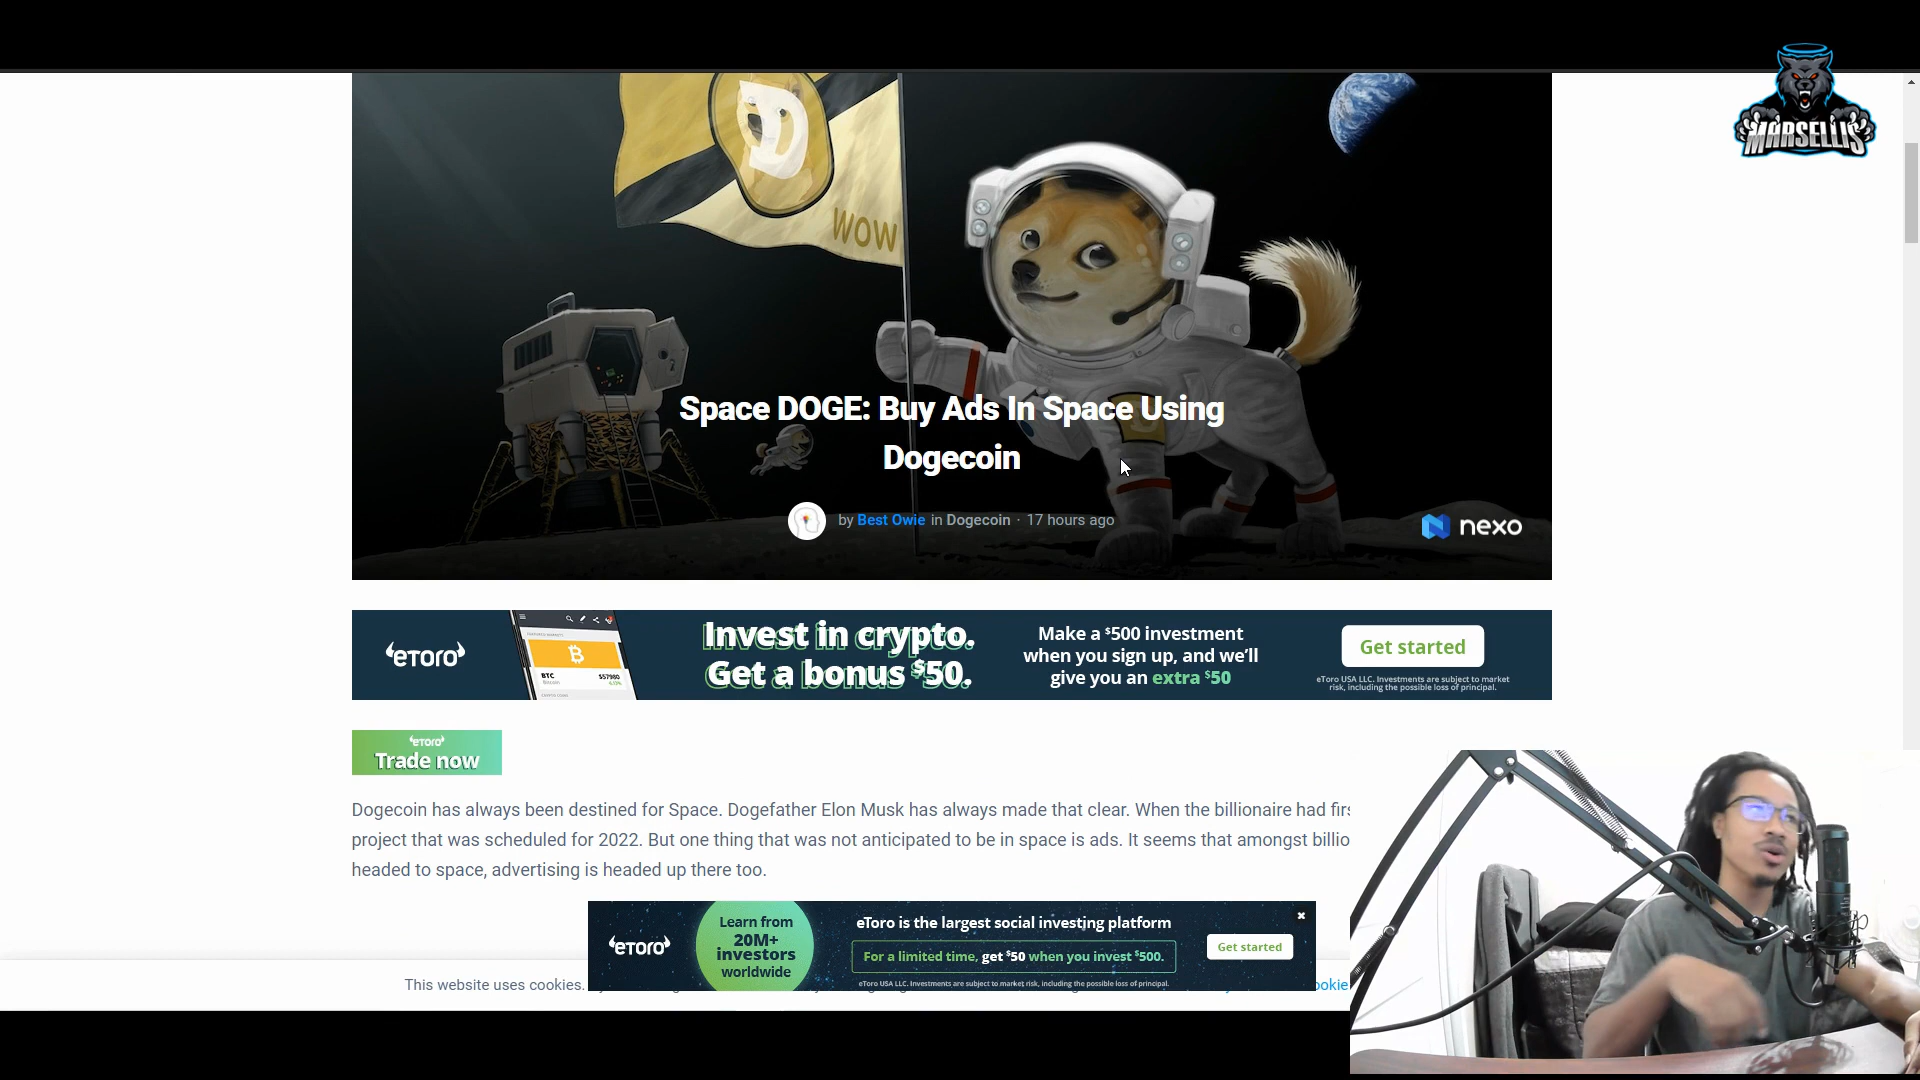 MARSELLIS
D
WOW
Space DOGE: Buy Ads In Space Using
Dogecoin
by Best Owie in Dogecoin · 17 hours ago
nexo
eToro
BTC
Bitcoin
$57980
Invest in crypto.
Get a bonus $50.
Make a $500 investment
when you sign up, and we'll
give you an extra $50
Get started
eToro USA LLC. Investments are subject to market
risk, including the possible loss of principal.
eToro
Trade now
Dogecoin has always been destined for Space. Dogefather Elon Musk has always made that clear. When the billionaire had firs
project that was scheduled for 2022. But one thing that was not anticipated to be in space is ads. It seems that amongst billio
headed to space, advertising is headed up there too.
eToro
Learn from
20M+
investors
worldwide
eToro is the largest social investing platform
For a limited time, get $50 when you invest $500.
eToro USA LLC. Investments are subject to market risk, including the possible loss of principal.
Get started
This website uses cookies.
ookie